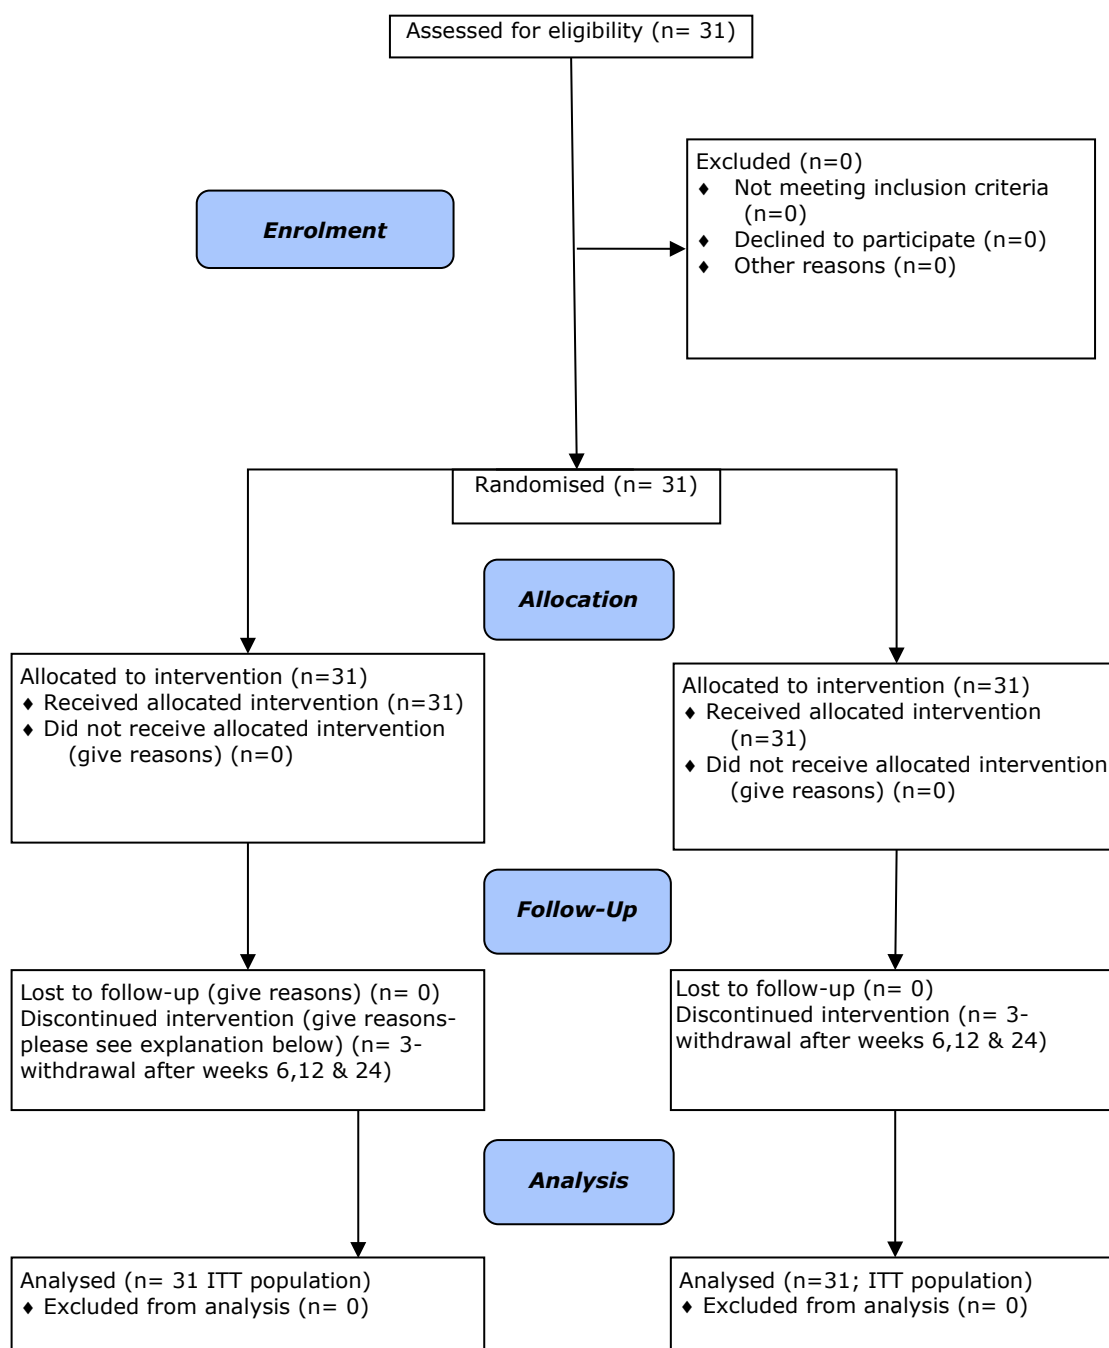 Assessed for eligibility (n= 31)
Excluded (n=0)
♦ Not meeting inclusion criteria
(n=0)
♦ Declined to participate (n=0)
♦ Other reasons (n=0)
Enrolment
Randomised (n= 31)
Allocation
Allocated to intervention (n=31)
♦ Received allocated intervention (n=31)
♦ Did not receive allocated intervention
(give reasons) (n=0)
Allocated to intervention (n=31)
♦ Received allocated intervention
(n=31)
♦ Did not receive allocated intervention
(give reasons) (n=0)
Follow-Up
Lost to follow-up (give reasons) (n= 0)
Discontinued intervention (give reasons-
please see explanation below) (n= 3-
withdrawal after weeks 6,12 & 24)
Lost to follow-up (n= 0)
Discontinued intervention (n= 3-
withdrawal after weeks 6,12 & 24)
Analysis
Analysed (n= 31 ITT population)
♦ Excluded from analysis (n= 0)
Analysed (n=31; ITT population)
♦ Excluded from analysis (n= 0)